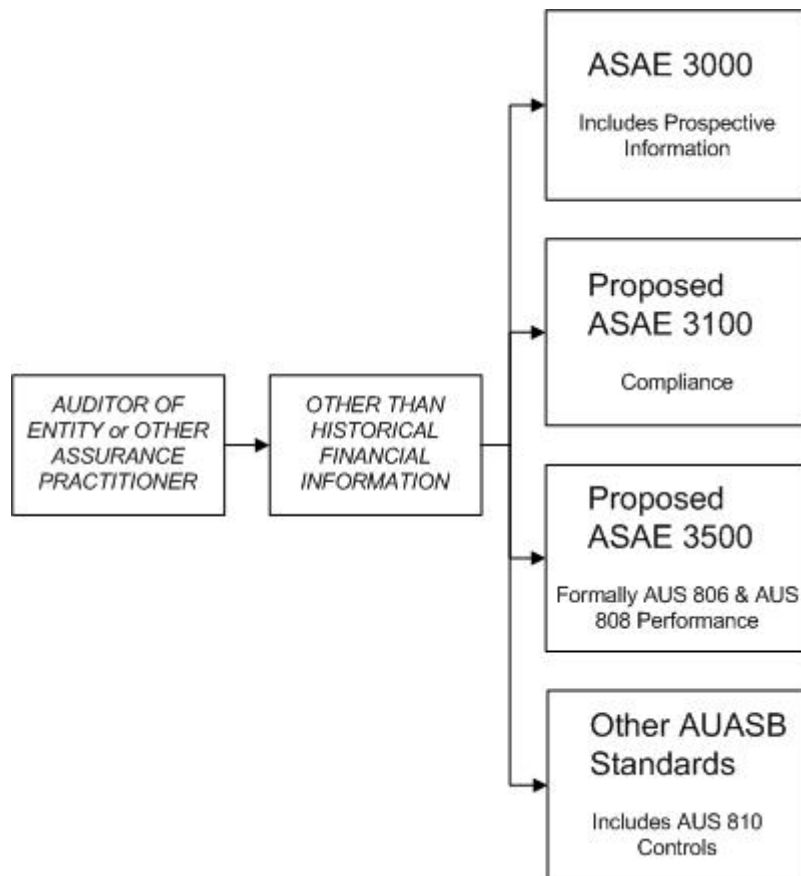 ASAE 3000
Includes Prospective
Information
Proposed
ASAE 3100
Compliance
AUDITOR OF
ENTITY or OTHER
ASSURANCE
PRACTITIONER
OTHER THAN
HISTORICAL
FINANCIAL
INFORMATION
Proposed
ASAE 3500
Formally AUS 806 & AUS
808 Performance
Other AUASB
Standards
Includes AUS 810
Controls